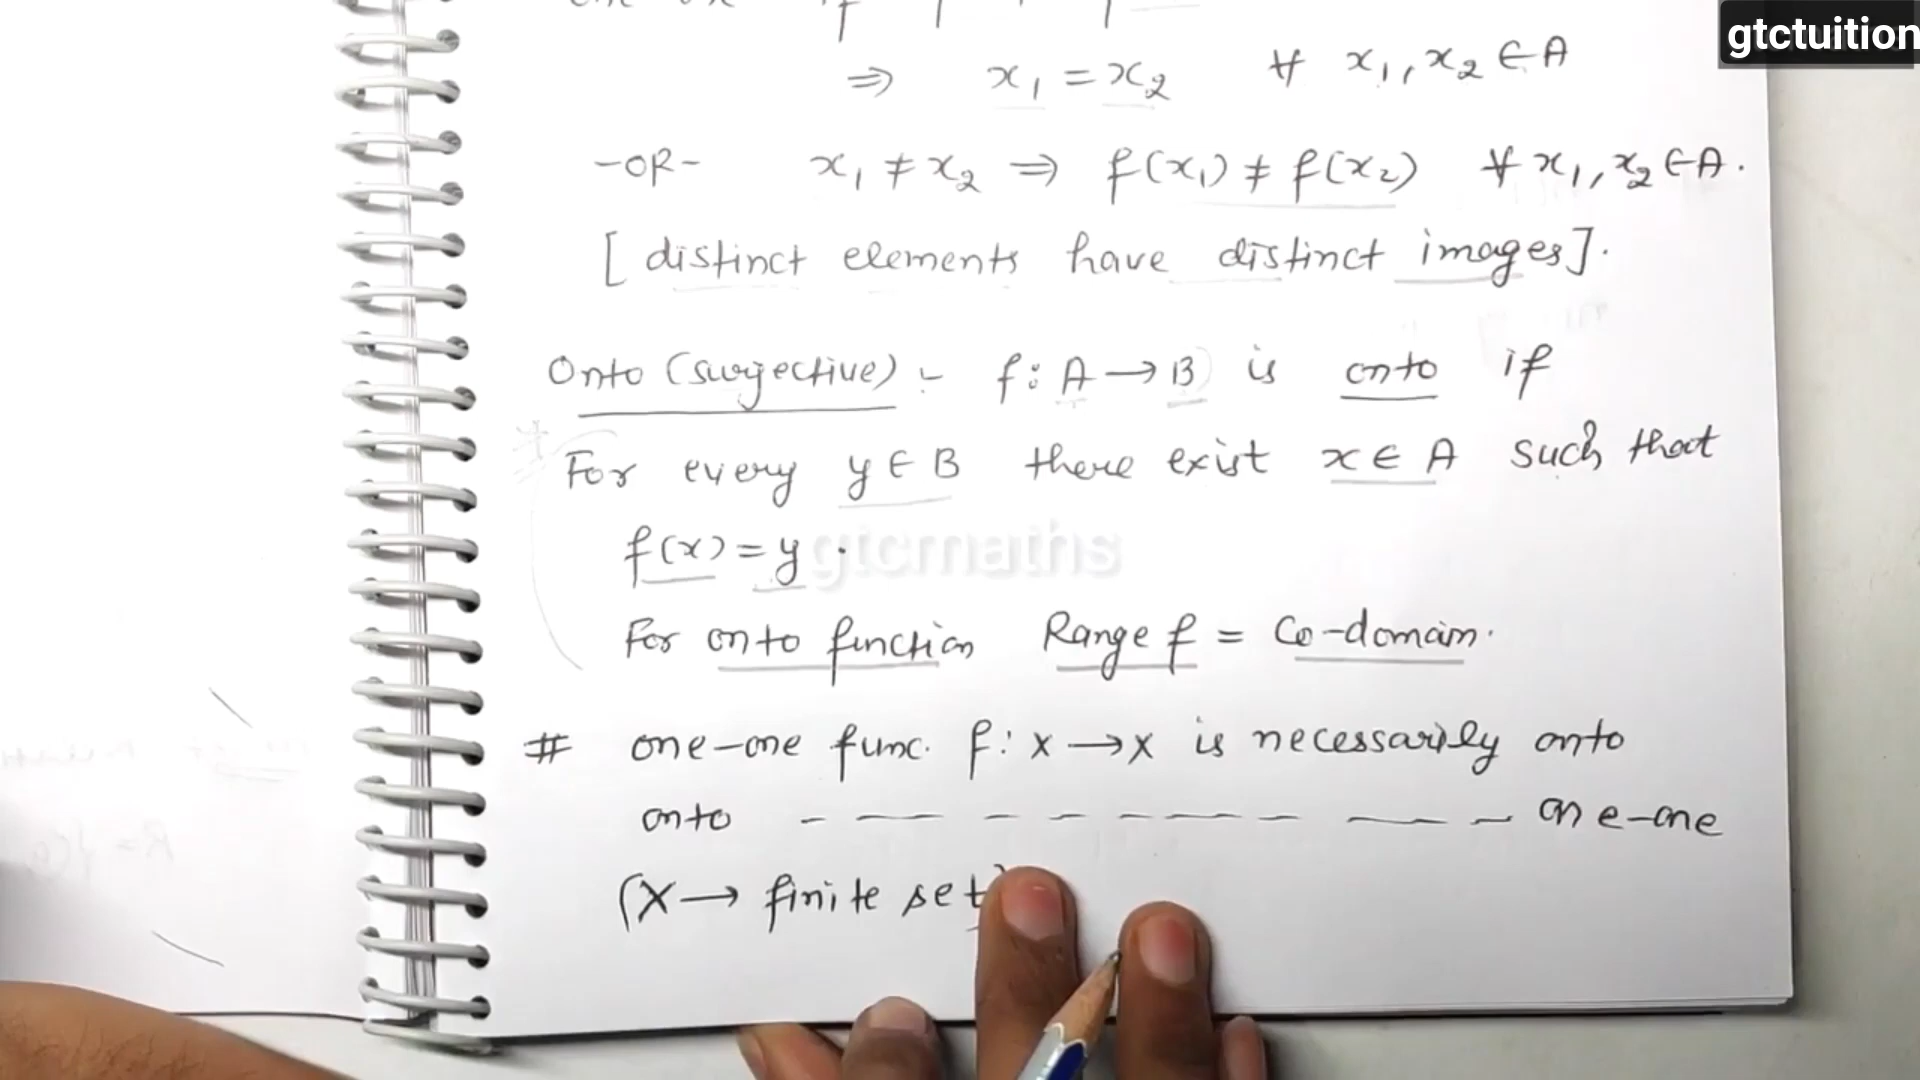 gtctuition
⇒ x₁ = x₂ ∀ x₁, x₂ ∈ A
-OR- x₁ ≠ x₂ ⇒ f(x₁) ≠ f(x₂) ∀ x₁, x₂ ∈ A.
[distinct elements have distinct images].
Onto (surjective) :- f: A → B is onto if
For every y ∈ B there exist x ∈ A such that
f(x) = y .
gtcmaths
For onto function Range f = Co-domain.
# one-one func. f: X → X is necessarily onto
onto - — - - — - — - one-one
(X → finite set)